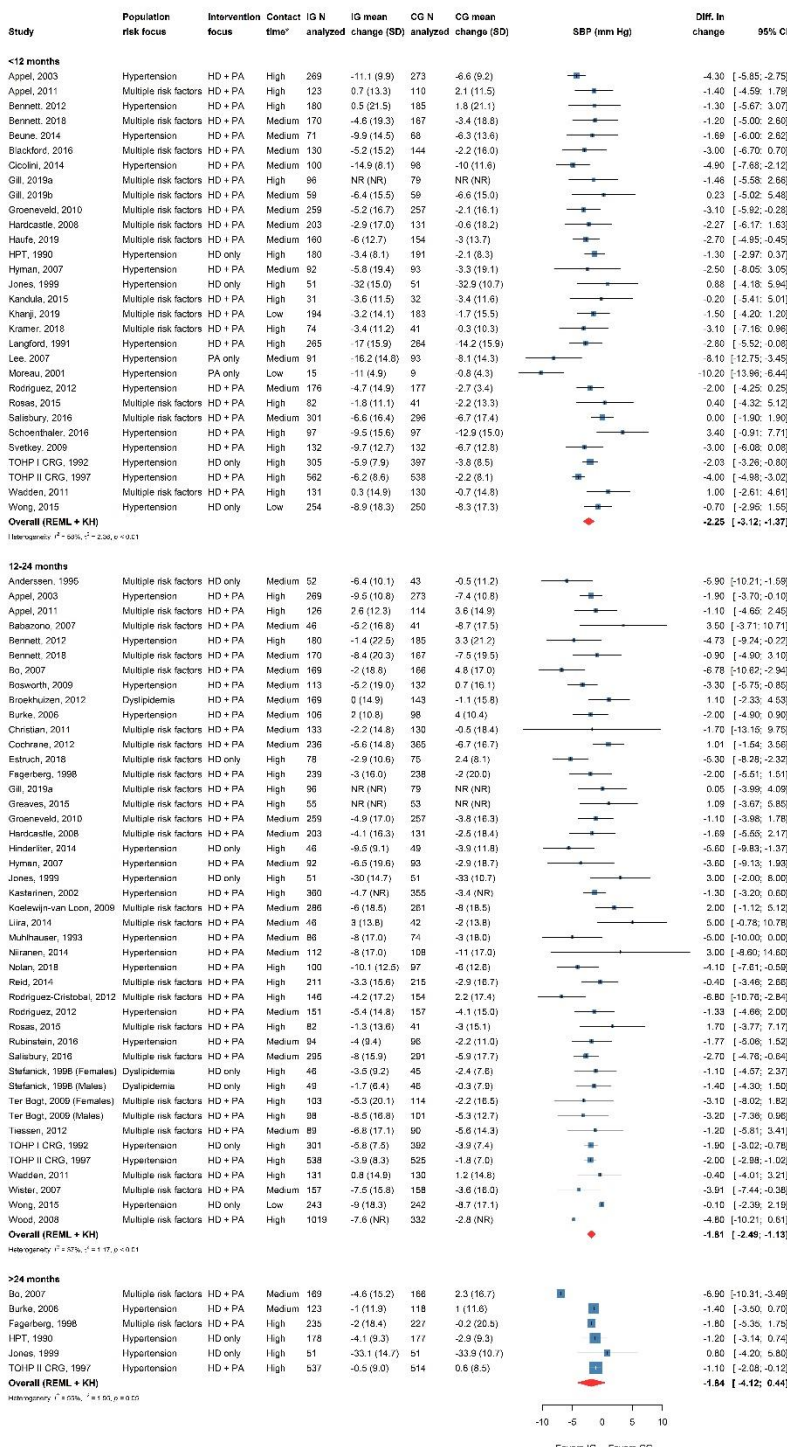 Study Population risk focus Intervention focus Contact time* IG N analyzed IG mean change (SD) CG N analyzed CG mean change (SD) SBP (mm Hg) Diff. In change 95% CI
<12 months
Appel, 2003 Hypertension HD + PA High 269 -11.1 (9.9) 273 -6.6 (9.2) -4.30 [-5.85; -2.75]
Appel, 2011 Multiple risk factors HD + PA High 123 0.7 (13.3) 110 2.1 (11.5) -1.40 [-4.59; 1.79]
Bennett, 2012 Hypertension HD + PA High 180 0.5 (21.5) 185 1.8 (21.1) -1.30 [-5.67; 3.07]
Bennett, 2018 Multiple risk factors HD + PA Medium 170 -4.6 (19.3) 167 -3.4 (18.8) -1.20 [-5.00; 2.60]
Beune, 2014 Hypertension HD + PA Medium 71 -9.9 (14.5) 68 -6.3 (13.6) -1.69 [-6.00; 2.62]
Blackford, 2016 Multiple risk factors HD + PA Medium 130 -5.2 (15.2) 144 -2.2 (16.0) -3.00 [-6.70; 0.70]
Cicolini, 2014 Hypertension HD + PA Medium 100 -14.9 (8.1) 98 -10 (11.6) -4.90 [-7.68; -2.12]
Gill, 2019a Multiple risk factors HD + PA High 96 NR (NR) 79 NR (NR) -1.46 [-5.58; 2.66]
Gill, 2019b Multiple risk factors HD + PA Medium 59 -6.4 (15.5) 59 -6.6 (15.0) 0.23 [-5.02; 5.48]
Groeneveld, 2010 Multiple risk factors HD + PA Medium 259 -5.2 (16.7) 257 -2.1 (16.1) -3.10 [-5.92; -0.28]
Hardcastle, 2008 Multiple risk factors HD + PA Medium 203 -2.9 (17.0) 131 -0.6 (18.2) -2.27 [-6.17; 1.63]
Haufe, 2019 Multiple risk factors HD + PA Medium 160 -6 (12.7) 154 -3 (13.7) -2.70 [-4.95; -0.45]
HPT, 1990 Hypertension HD only High 180 -3.4 (8.1) 191 -2.1 (8.3) -1.30 [-2.97; 0.37]
Hyman, 2007 Hypertension HD + PA Medium 92 -5.8 (19.4) 93 -3.3 (19.1) -2.50 [-8.05; 3.05]
Jones, 1999 Hypertension HD only High 51 -32 (15.0) 51 -32.9 (10.7) 0.88 [-4.18; 5.94]
Kandula, 2015 Multiple risk factors HD + PA High 31 -3.6 (11.5) 32 -3.4 (11.6) -0.20 [-5.41; 5.01]
Khanji, 2019 Multiple risk factors HD + PA Low 194 -3.2 (14.1) 183 -1.7 (15.5) -1.50 [-4.20; 1.20]
Kramer, 2018 Multiple risk factors HD + PA High 74 -3.4 (11.2) 41 -0.3 (10.3) -3.10 [-7.16; 0.96]
Langford, 1991 Hypertension HD + PA High 265 -17 (15.9) 264 -14.2 (15.9) -2.80 [-5.52; -0.08]
Lee, 2007 Hypertension PA only Medium 91 -16.2 (14.8) 93 -8.1 (14.3) -8.10 [-12.75; -3.45]
Moreau, 2001 Hypertension PA only Low 15 -11 (4.9) 9 -0.8 (4.3) -10.20 [-13.96; -6.44]
Rodriguez, 2012 Hypertension HD + PA Medium 176 -4.7 (14.9) 177 -2.7 (3.4) -2.00 [-4.25; 0.25]
Rosas, 2015 Multiple risk factors HD + PA High 82 -1.8 (11.1) 41 -2.2 (13.3) 0.40 [-4.32; 5.12]
Salisbury, 2016 Multiple risk factors HD + PA Medium 301 -6.6 (16.4) 296 -6.7 (17.4) 0.00 [-1.90; 1.90]
Schoenthaler, 2016 Hypertension HD + PA High 97 -9.5 (15.6) 97 -12.9 (15.0) 3.40 [-0.91; 7.71]
Svetkey, 2009 Hypertension HD + PA High 132 -9.7 (12.7) 132 -6.7 (12.8) -3.00 [-6.08; 0.08]
TOHP I CRG, 1992 Hypertension HD only High 305 -5.9 (7.9) 397 -3.8 (8.5) -2.03 [-3.26; -0.80]
TOHP II CRG, 1997 Hypertension HD + PA High 562 -6.2 (8.6) 538 -2.2 (8.1) -4.00 [-4.98; -3.02]
Wadden, 2011 Multiple risk factors HD + PA High 131 0.3 (14.9) 130 -0.7 (14.8) 1.00 [-2.61; 4.61]
Wong, 2015 Hypertension HD only Low 254 -8.9 (18.3) 250 -8.3 (17.3) -0.70 [-2.95; 1.55]
Overall (REML + KH) -2.25 [-3.12; -1.37]
12-24 months
Anderssen, 1995 Multiple risk factors HD only Medium 52 -6.4 (10.1) 43 -0.5 (11.2) -5.90 [-10.21; -1.59]
Appel, 2003 Hypertension HD + PA High 269 -9.5 (10.8) 273 -7.4 (10.8) -1.90 [-3.70; -0.10]
Appel, 2011 Multiple risk factors HD + PA High 126 2.6 (12.3) 114 3.6 (14.9) -1.10 [-4.65; 2.45]
Babazono, 2007 Multiple risk factors HD + PA Medium 46 -5.2 (16.8) 41 -8.7 (17.5) 3.50 [-3.71; 10.71]
Bennett, 2012 Hypertension HD + PA High 180 -1.4 (22.5) 185 3.3 (21.2) -4.73 [-9.24; -0.22]
Bennett, 2018 Multiple risk factors HD + PA Medium 170 -8.4 (20.3) 167 -7.5 (19.5) -0.90 [-4.90; 3.10]
Bo, 2007 Multiple risk factors HD + PA Medium 169 -2 (18.8) 166 4.8 (17.0) -6.78 [-10.62; -2.94]
Bosworth, 2009 Hypertension HD + PA Medium 113 -5.2 (19.0) 132 0.7 (16.1) -3.30 [-5.75; -0.85]
Broekhuizen, 2012 Dyslipidemia HD + PA Medium 169 0 (14.9) 143 -1.1 (15.8) 1.10 [-2.33; 4.53]
Burke, 2006 Hypertension HD + PA Medium 106 2 (10.8) 98 4 (10.4) -2.00 [-4.90; 0.90]
Christian, 2011 Multiple risk factors HD + PA Medium 133 -2.2 (14.8) 130 -0.5 (18.4) -1.70 [-13.15; 9.75]
Cochrane, 2012 Multiple risk factors HD + PA Medium 236 -5.6 (14.8) 365 -6.7 (16.7) 1.01 [-1.54; 3.56]
Estruch, 2018 Multiple risk factors HD only High 78 -2.9 (10.6) 75 2.4 (8.1) -5.30 [-8.28; -2.32]
Fagerberg, 1998 Multiple risk factors HD + PA High 239 -3 (16.0) 238 -2 (20.0) -2.00 [-5.51; 1.51]
Gill, 2019a Multiple risk factors HD + PA High 96 NR (NR) 79 NR (NR) 0.05 [-3.99; 4.09]
Greaves, 2015 Multiple risk factors HD + PA High 55 NR (NR) 53 NR (NR) 1.09 [-3.67; 5.85]
Groeneveld, 2010 Multiple risk factors HD + PA Medium 259 -4.9 (17.0) 257 -3.8 (16.3) -1.10 [-3.98; 1.78]
Hardcastle, 2008 Multiple risk factors HD + PA Medium 203 -4.1 (16.3) 131 -2.5 (18.4) -1.69 [-5.55; 2.17]
Hinderliter, 2014 Hypertension HD only High 46 -9.5 (9.1) 49 -3.9 (11.8) -5.60 [-9.83; -1.37]
Hyman, 2007 Hypertension HD + PA Medium 92 -6.5 (19.6) 93 -2.9 (18.7) -3.60 [-9.13; 1.93]
Jones, 1999 Hypertension HD only High 51 -30 (14.7) 51 -33 (10.7) 3.00 [-2.00; 8.00]
Kastarinen, 2002 Hypertension HD + PA High 360 -4.7 (NR) 355 -3.4 (NR) -1.30 [-3.20; 0.60]
Koelewijn-van Loon, 2009 Multiple risk factors HD + PA Medium 286 -6 (18.5) 261 -8 (18.5) 2.00 [-1.12; 5.12]
Liira, 2014 Multiple risk factors HD + PA Medium 46 3 (13.8) 42 -2 (13.8) 5.00 [-0.78; 10.78]
Muhlhauser, 1993 Hypertension HD + PA Medium 86 -8 (17.0) 74 -3 (18.0) -5.00 [-10.00; 0.00]
Niiranen, 2014 Hypertension HD + PA Medium 112 -8 (17.0) 108 -11 (17.0) 3.00 [-8.60; 14.60]
Nolan, 2018 Hypertension HD + PA High 100 -10.1 (12.5) 97 -6 (12.6) -4.10 [-7.61; -0.59]
Reid, 2014 Multiple risk factors HD + PA High 211 -3.3 (15.6) 215 -2.9 (16.7) -0.40 [-3.46; 2.66]
Rodriguez-Cristobal, 2012 Multiple risk factors HD + PA High 146 -4.2 (17.2) 154 2.2 (17.4) -6.80 [-10.76; -2.84]
Rodriguez, 2012 Hypertension HD + PA Medium 151 -5.4 (14.8) 157 -4.1 (15.0) -1.33 [-4.66; 2.00]
Rosas, 2015 Multiple risk factors HD + PA High 82 -1.3 (13.6) 41 -3 (15.1) 1.70 [-3.77; 7.17]
Rubinstein, 2016 Hypertension HD + PA Medium 94 -4 (9.4) 96 -2.2 (11.0) -1.77 [-5.06; 1.52]
Salisbury, 2016 Multiple risk factors HD + PA Medium 295 -8 (15.9) 291 -5.9 (17.7) -2.70 [-4.76; -0.64]
Stefanick, 1998 (Females) Dyslipidemia HD only High 46 -3.5 (9.2) 45 -2.4 (7.6) -1.10 [-4.57; 2.37]
Stefanick, 1998 (Males) Dyslipidemia HD only High 49 -1.7 (6.4) 46 -0.3 (7.9) -1.40 [-4.30; 1.50]
Ter Bogt, 2009 (Females) Multiple risk factors HD + PA High 103 -5.3 (20.1) 114 -2.2 (16.5) -3.10 [-8.02; 1.82]
Ter Bogt, 2009 (Males) Multiple risk factors HD + PA High 98 -8.5 (16.8) 101 -5.3 (12.7) -3.20 [-7.36; 0.96]
Tiessen, 2012 Multiple risk factors HD + PA Medium 89 -6.8 (17.1) 90 -5.6 (14.3) -1.20 [-5.81; 3.41]
TOHP I CRG, 1992 Hypertension HD only High 301 -5.8 (7.5) 392 -3.9 (7.4) -1.90 [-3.02; -0.78]
TOHP II CRG, 1997 Hypertension HD + PA High 538 -3.9 (8.3) 525 -1.8 (7.0) -2.00 [-2.98; -1.02]
Wadden, 2011 Multiple risk factors HD + PA High 131 0.8 (14.9) 130 1.2 (14.8) -0.40 [-4.01; 3.21]
Wister, 2007 Multiple risk factors HD + PA Medium 157 -7.5 (15.8) 158 -3.6 (16.0) -3.91 [-7.44; -0.38]
Wong, 2015 Hypertension HD only Low 243 -9 (18.3) 242 -8.7 (17.1) -0.10 [-2.39; 2.19]
Wood, 2008 Multiple risk factors HD + PA High 1019 -7.6 (NR) 332 -2.8 (NR) -4.80 [-10.21; 0.61]
Overall (REML + KH) -1.81 [-2.49; -1.13]
>24 months
Bo, 2007 Multiple risk factors HD + PA Medium 169 -4.6 (15.2) 166 2.3 (16.7) -6.90 [-10.31; -3.49]
Burke, 2006 Hypertension HD + PA Medium 123 -1 (11.9) 118 1 (11.6) -1.40 [-3.50; 0.70]
Fagerberg, 1998 Multiple risk factors HD + PA High 235 -2 (18.4) 227 -0.2 (20.5) -1.80 [-5.35; 1.75]
HPT, 1990 Hypertension HD only High 178 -4.1 (9.3) 177 -2.9 (9.3) -1.20 [-3.14; 0.74]
Jones, 1999 Hypertension HD only High 51 -33.1 (14.7) 51 -33.9 (10.7) 0.80 [-4.20; 5.80]
TOHP II CRG, 1997 Hypertension HD + PA High 537 -0.5 (9.0) 514 0.6 (8.5) -1.10 [-2.08; -0.12]
Overall (REML + KH) -1.84 [-4.12; 0.44]
-10 -5 0 5 10